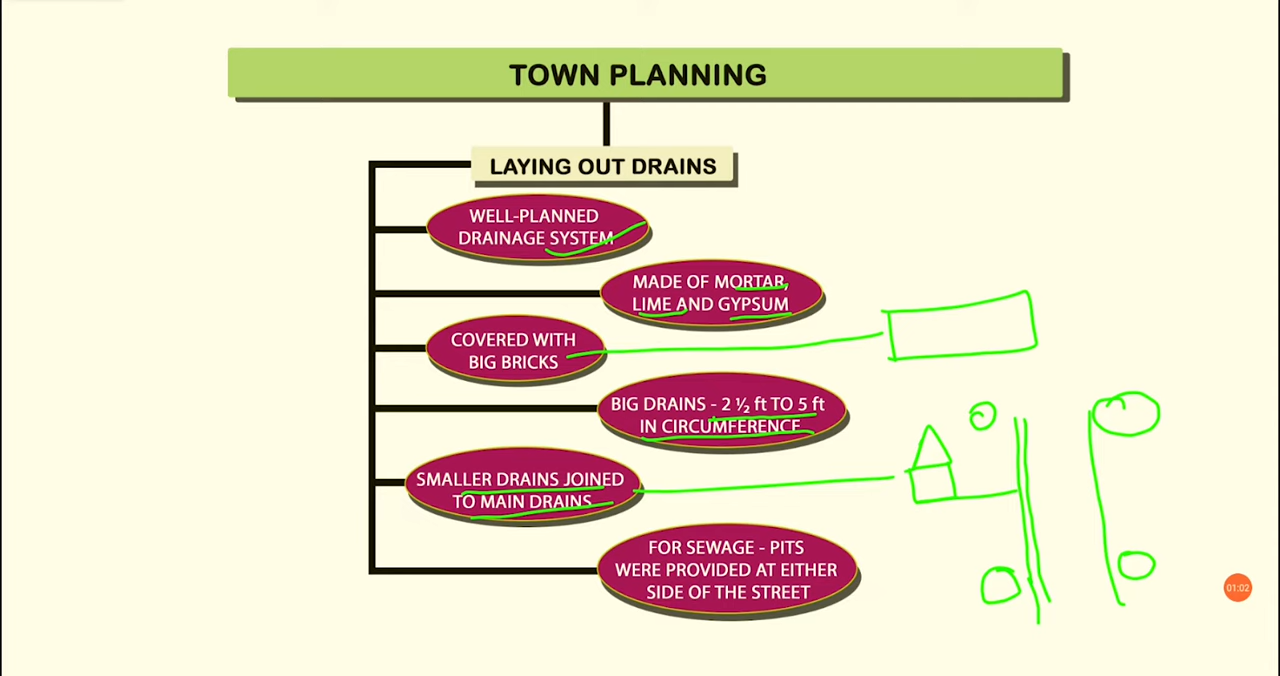 TOWN PLANNING
LAYING OUT DRAINS
WELL-PLANNED
DRAINAGE SYSTEM
MADE OF MORTAR,
LIME AND GYPSUM
COVERED WITH
BIG BRICKS
BIG DRAINS - 2 ½ ft TO 5 ft
IN CIRCUMFERENCE
SMALLER DRAINS JOINED
TO MAIN DRAINS
FOR SEWAGE - PITS
WERE PROVIDED AT EITHER
SIDE OF THE STREET
01:02